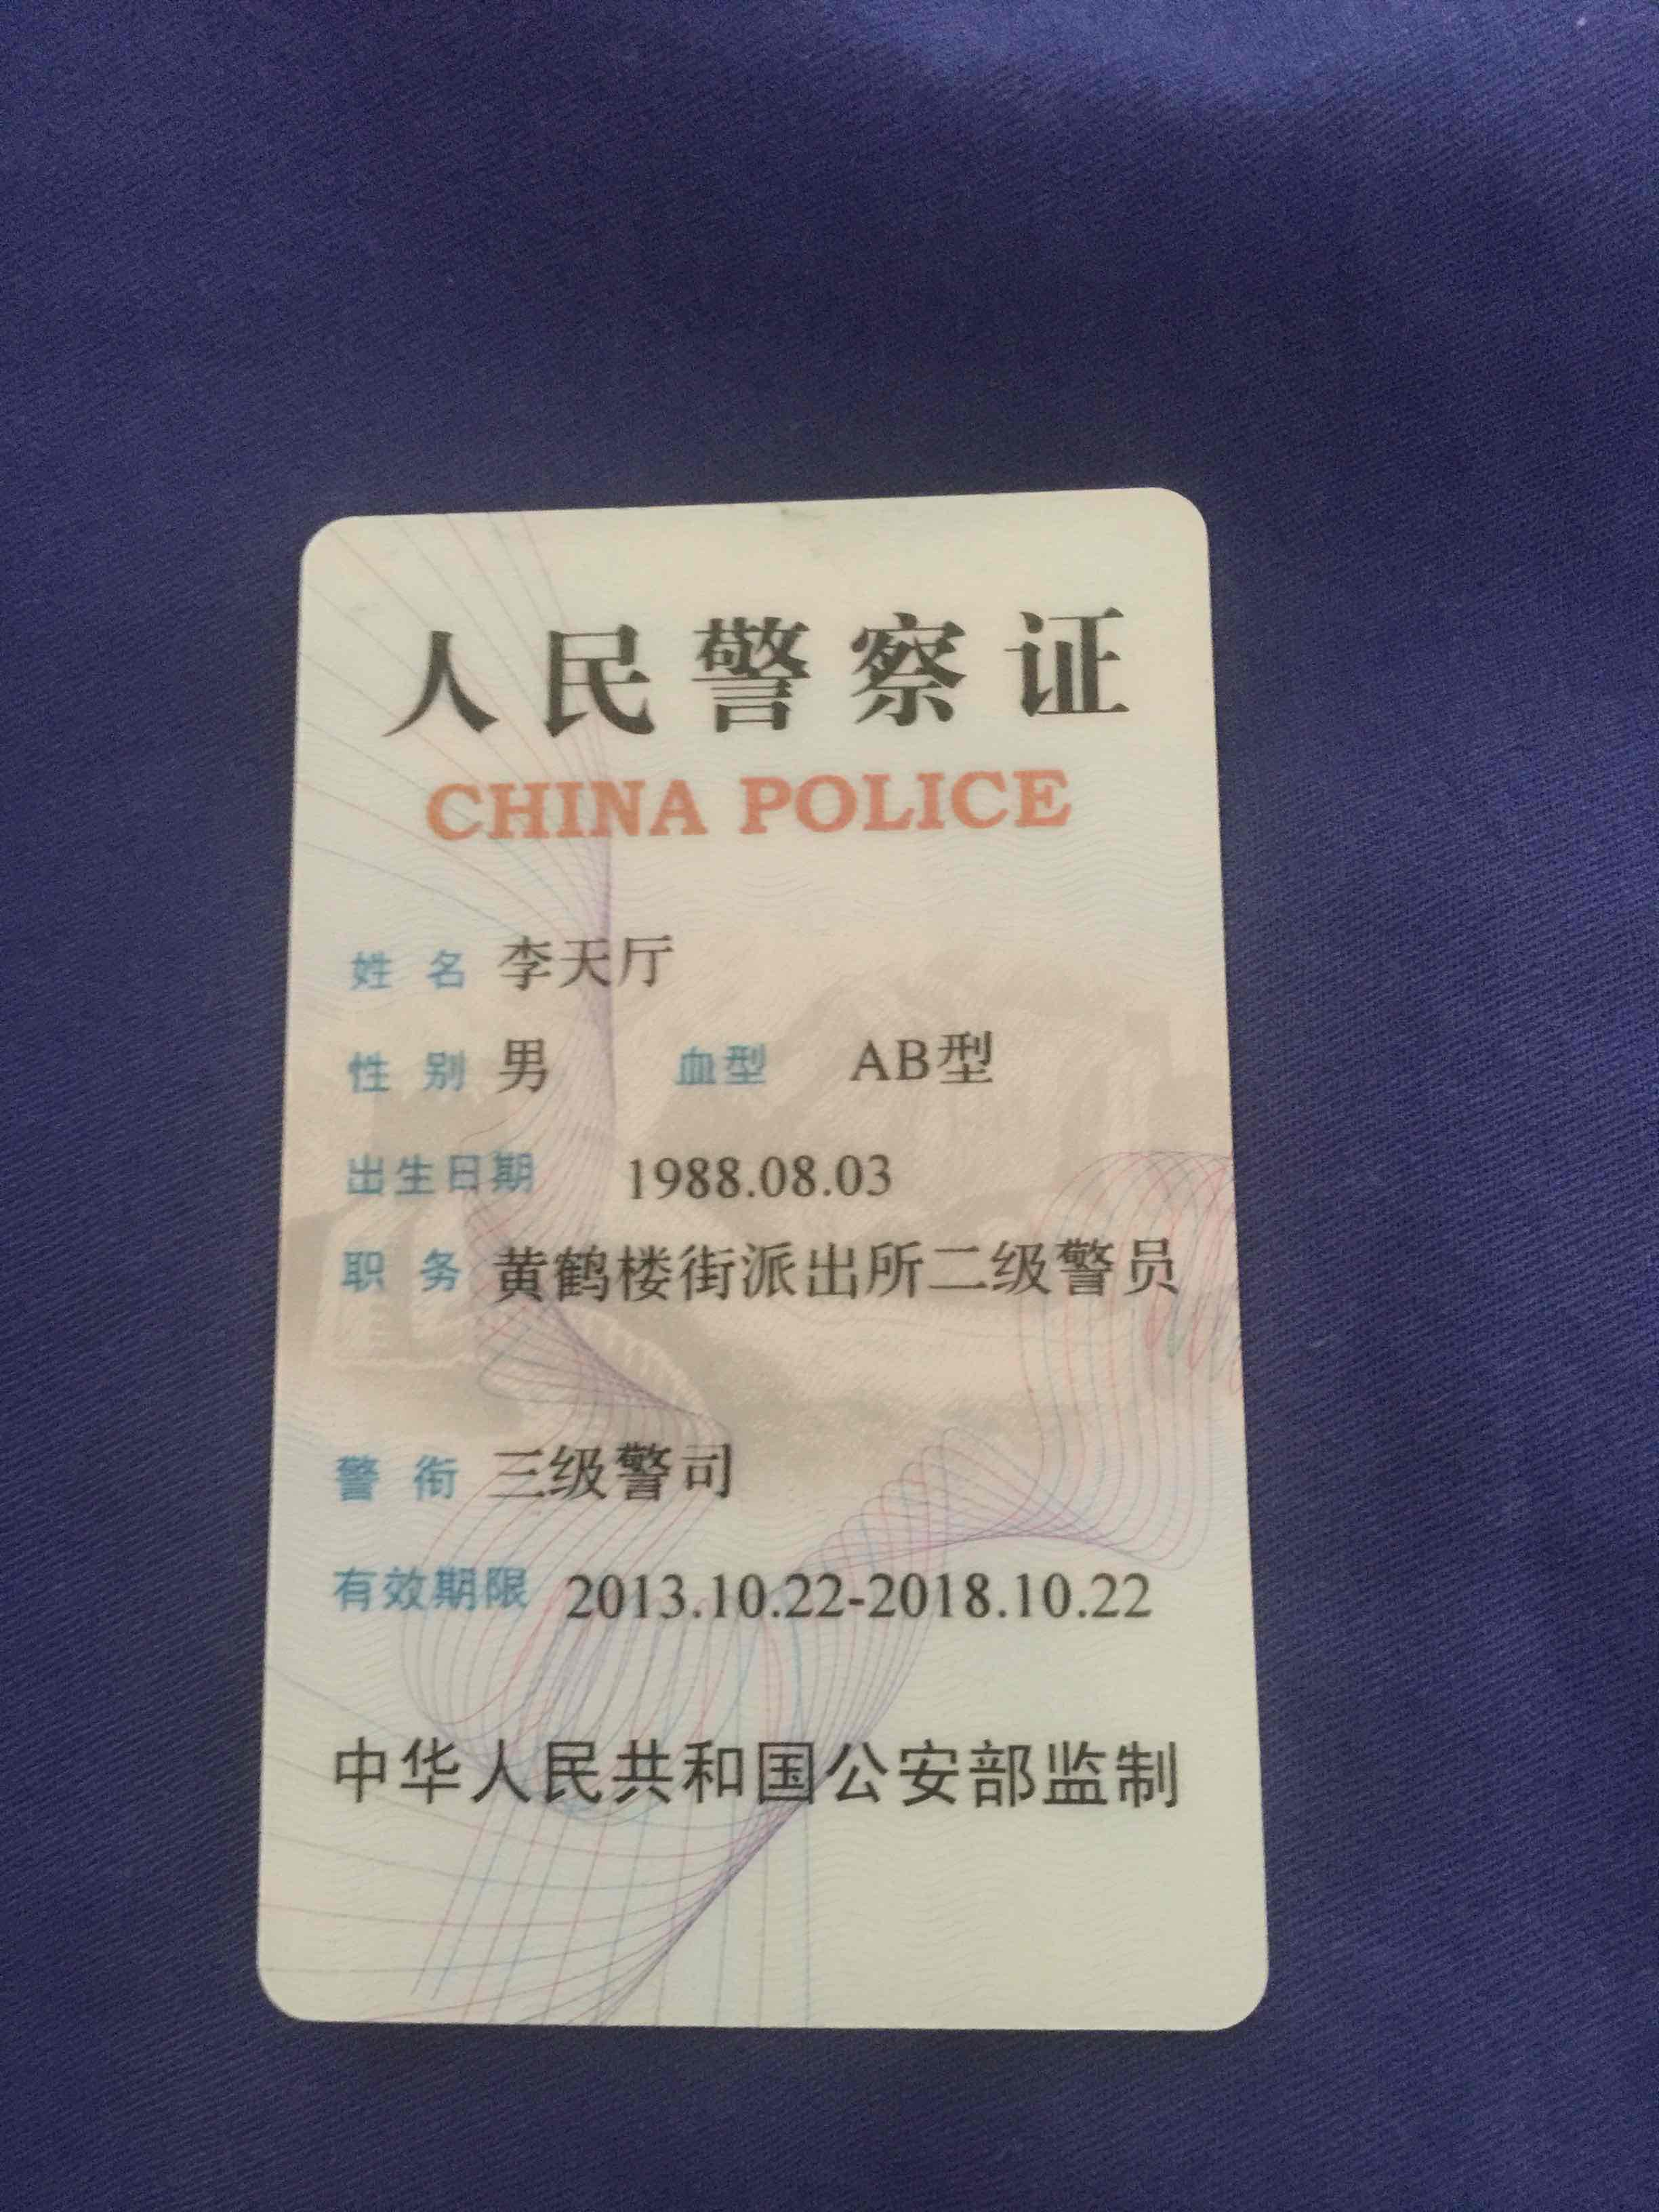 人民警察证
CHINA POLICE
姓 名 李天厅
性 别 男 血型 AB型
出生日期 1988.08.03
职 务 黄鹤楼街派出所二级警员
警 衔 三级警司
有效期限 2013.10.22-2018.10.22
中华人民共和国公安部监制